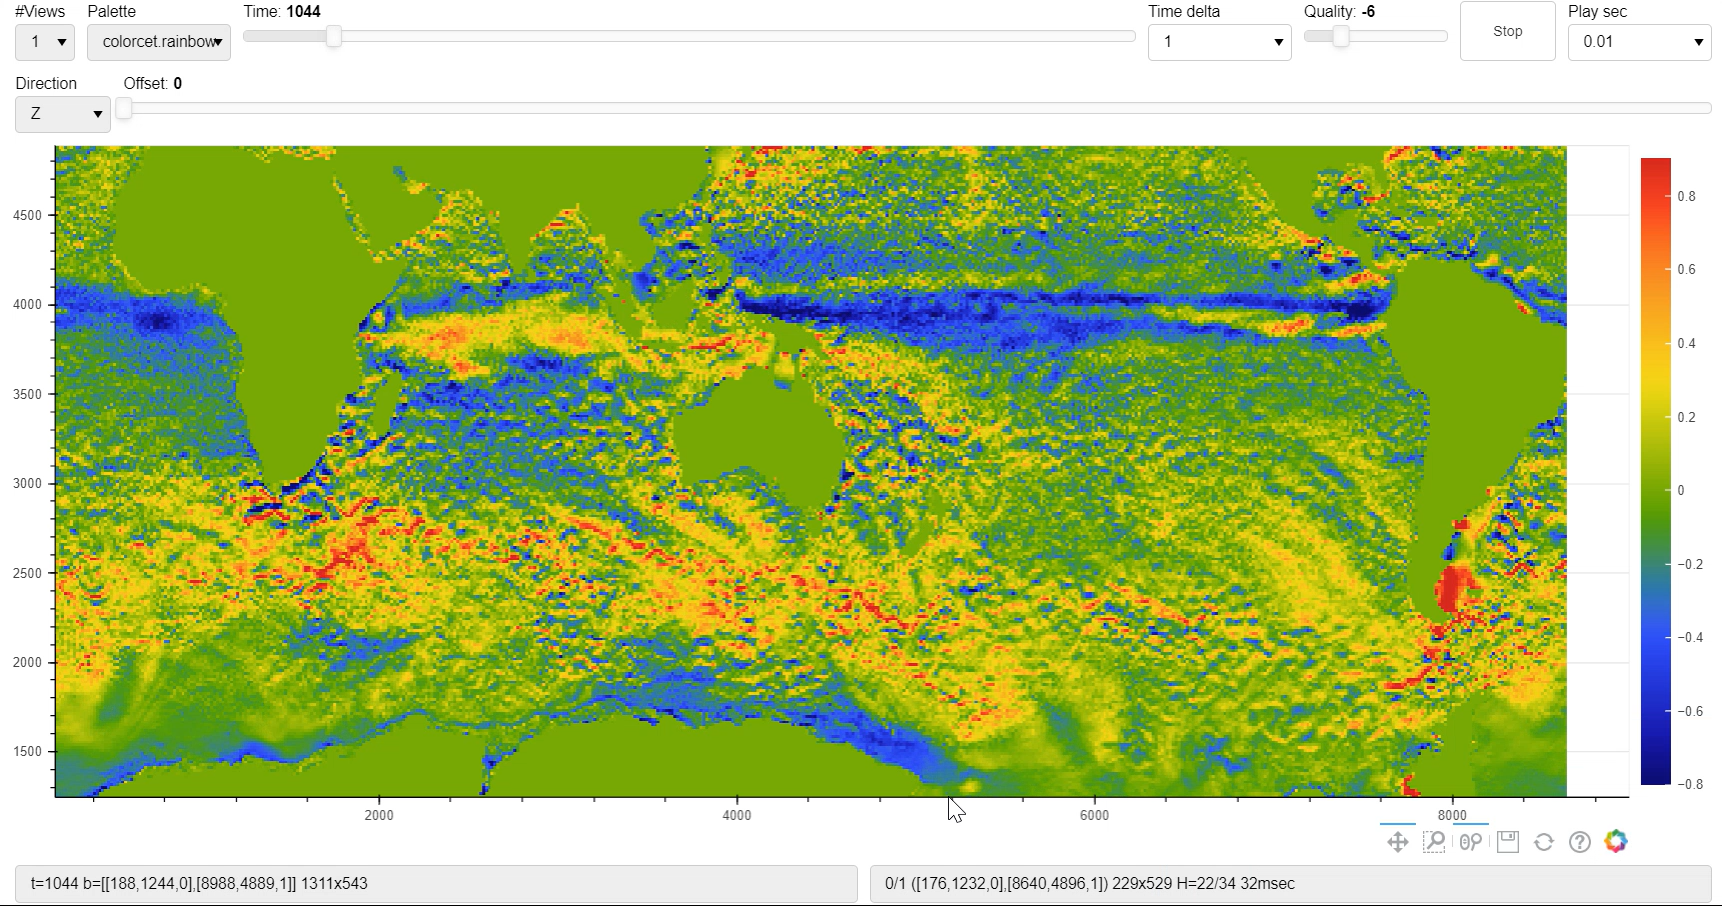 #Views Palette Time: 1044 Time delta Quality: -6 Stop Play sec
1 colorcet.rainbow 1 0.01
Direction Offset: 0
Z
4500
4000
3500
3000
2500
2000
1500
2000 4000 6000 8000
0.8
0.6
0.4
0.2
0
−0.2
−0.4
−0.6
−0.8
t=1044 b=[[188,1244,0],[8988,4889,1]] 1311x543
0/1 ([176,1232,0],[8640,4896,1]) 229x529 H=22/34 32msec